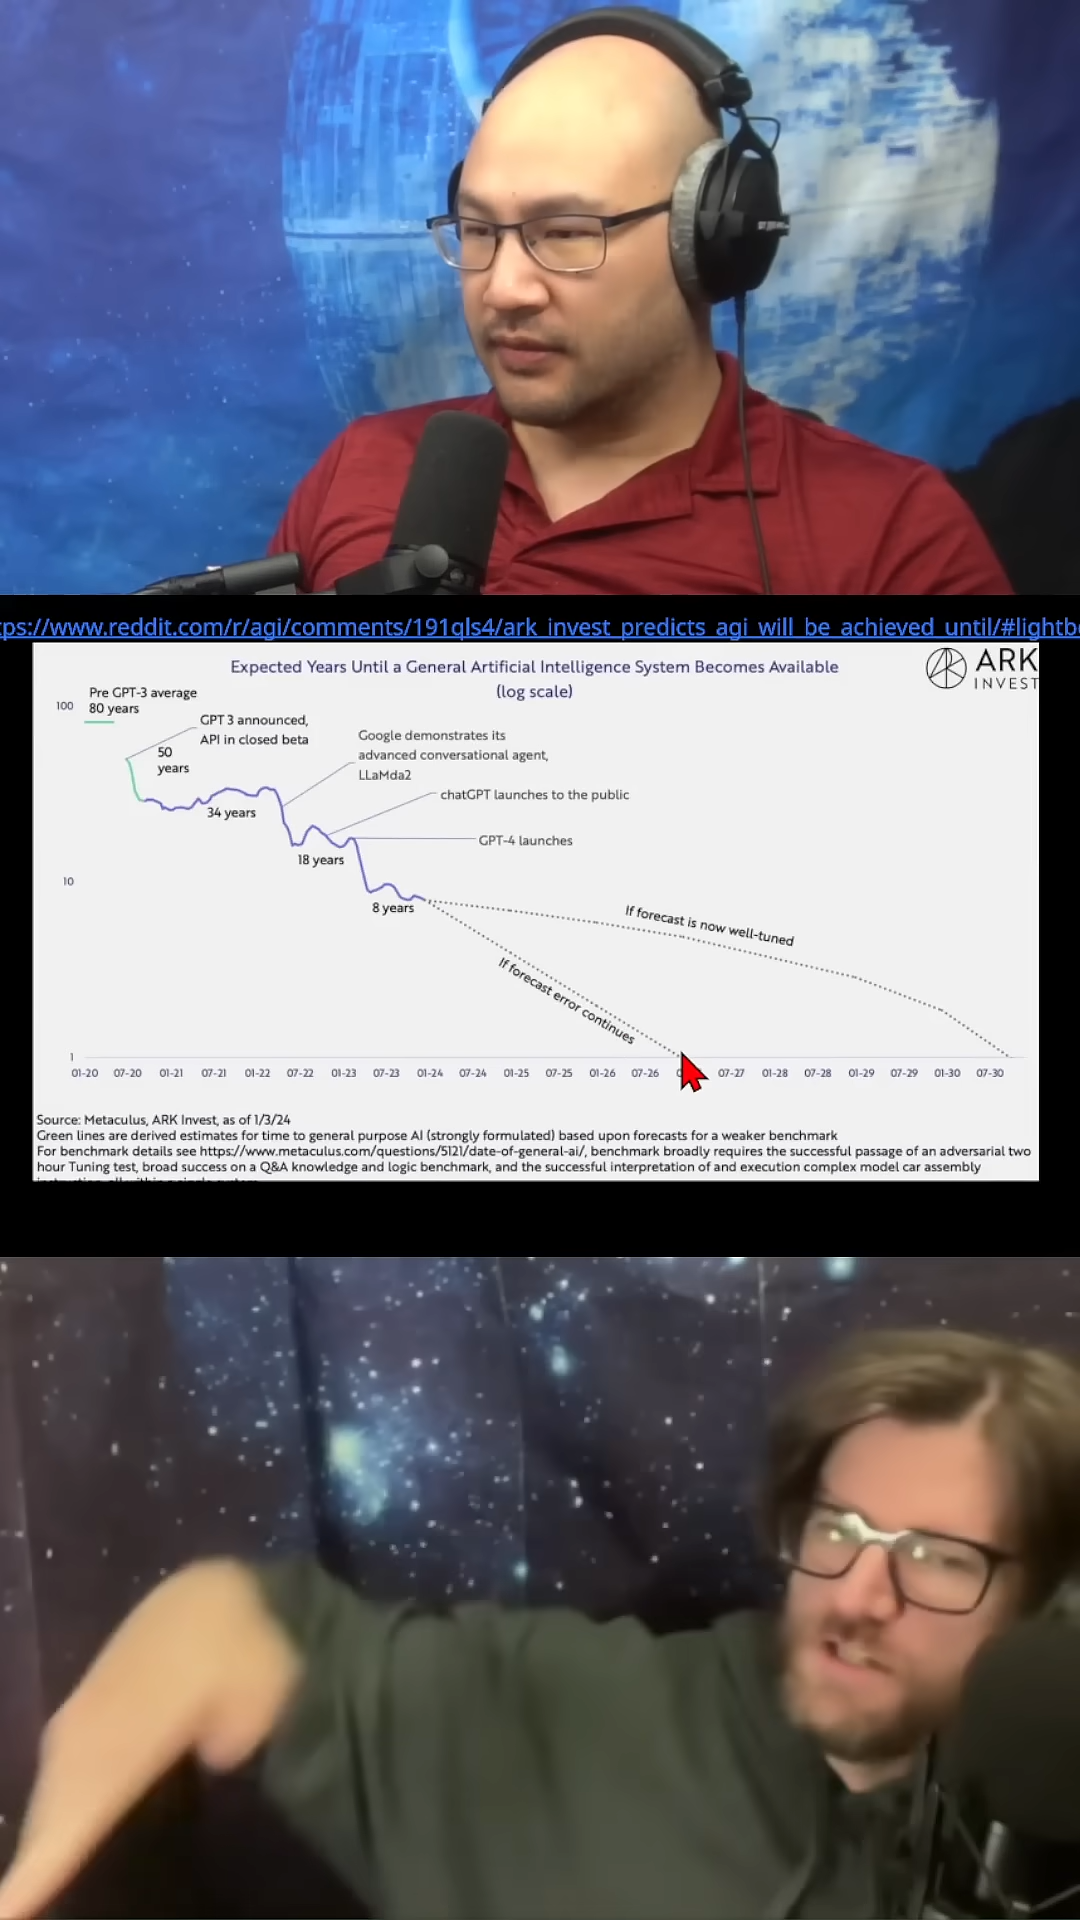 ps://www.reddit.com/r/agi/comments/191qls4/ark_invest_predicts_agi_will_be_achieved_until/#lightb
Expected Years Until a General Artificial Intelligence System Becomes Available
(log scale)
ARK
INVEST
Pre GPT-3 average
80 years
100
GPT 3 announced,
API in closed beta
50
years
Google demonstrates its
advanced conversational agent,
LLaMda2
34 years
chatGPT launches to the public
GPT-4 launches
18 years
10
8 years
If forecast is now well-tuned
If forecast error continues
1
01-20 07-20 01-21 07-21 01-22 07-22 01-23 07-23 01-24 07-24 01-25 07-25 01-26 07-26 07-27 01-28 07-28 01-29 07-29 01-30 07-30
Source: Metaculus, ARK Invest, as of 1/3/24
Green lines are derived estimates for time to general purpose AI (strongly formulated) based upon forecasts for a weaker benchmark
For benchmark details see https://www.metaculus.com/questions/5121/date-of-general-ai/, benchmark broadly requires the successful passage of an adversarial two
hour Tuning test, broad success on a Q&A knowledge and logic benchmark, and the successful interpretation of and execution complex model car assembly